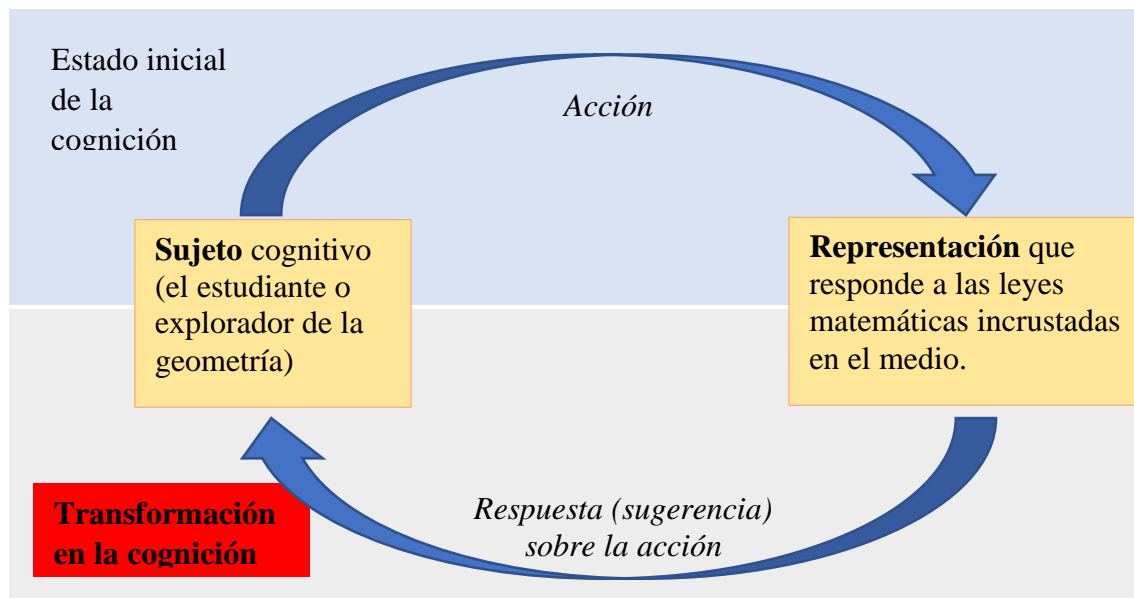 Estado inicial
de la
cognición
Acción
Sujeto cognitivo
(el estudiante o
explorador de la
geometría)
Representación que
responde a las leyes
matemáticas incrustadas
en el medio.
Respuesta (sugerencia)
sobre la acción
Transformación
en la cognición